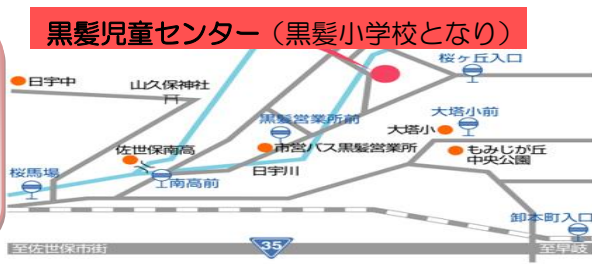 黒髪児童センター（黒髪小学校となり）
桜ヶ丘入口
日宇中
山久保神社
大塔小前
黒髪営業所前
大塔小
佐世保南高
市営バス黒髪営業所
もみじが丘
中央公園
桜馬場
南高前
日宇川
卸本町入口
至佐世保市街
35
至早岐